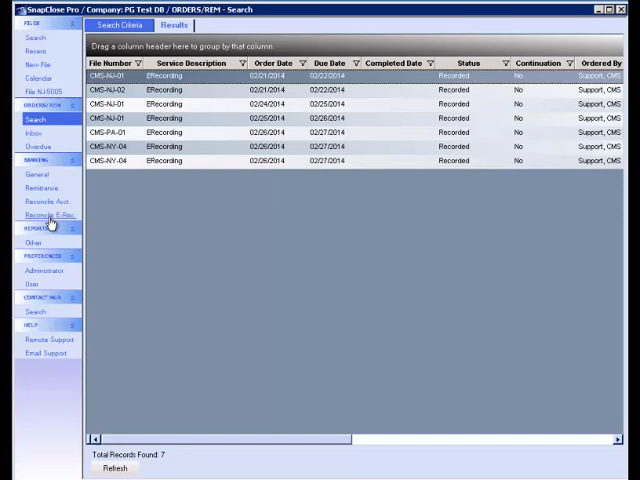 SnapClose Pro / Company: PG Test DB / ORDERS/REM - Search
FILES
Search
Recent
New File
Calendar
File NJ-5005
ORDERS/REM
Search
Inbox
Overdue
BANKING
General
Remittance
Reconcile Acct.
Reconcile E-Rec.
REPORTS
Other
PREFERENCES
Administrator
User
CONTACT MGR
Search
HELP
Remote Support
Email Support
Search Criteria Results
Drag a column header here to group by that column.
File Number Service Description Order Date Due Date Completed Date Status Continuation Ordered By
CMS-NJ-01 ERecording 02/21/2014 02/22/2014 Recorded No Support, CMS
CMS-NJ-02 ERecording 02/21/2014 02/22/2014 Recorded No Support, CMS
CMS-NJ-01 ERecording 02/24/2014 02/25/2014 Recorded No Support, CMS
CMS-NJ-01 ERecording 02/25/2014 02/26/2014 Recorded No Support, CMS
CMS-PA-01 ERecording 02/26/2014 02/27/2014 Recorded No Support, CMS
CMS-NY-04 ERecording 02/26/2014 02/27/2014 Recorded No Support, CMS
CMS-NY-04 ERecording 02/26/2014 02/27/2014 Recorded No Support, CMS
Total Records Found: 7
Refresh